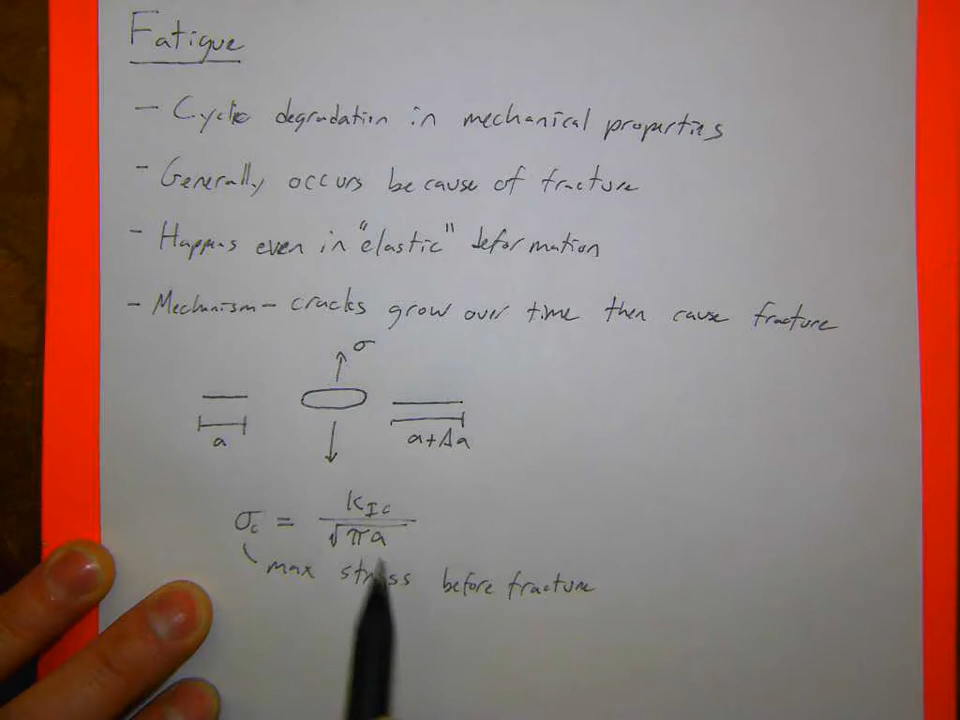 Fatigue
- Cyclic degradation in mechanical properties
- Generally occurs because of fracture
- Happens even in "elastic" deformation
- Mechanism - cracks grow over time then cause fracture
σ
a
a+Δa
σc = KIc / √πa
max stress before fracture